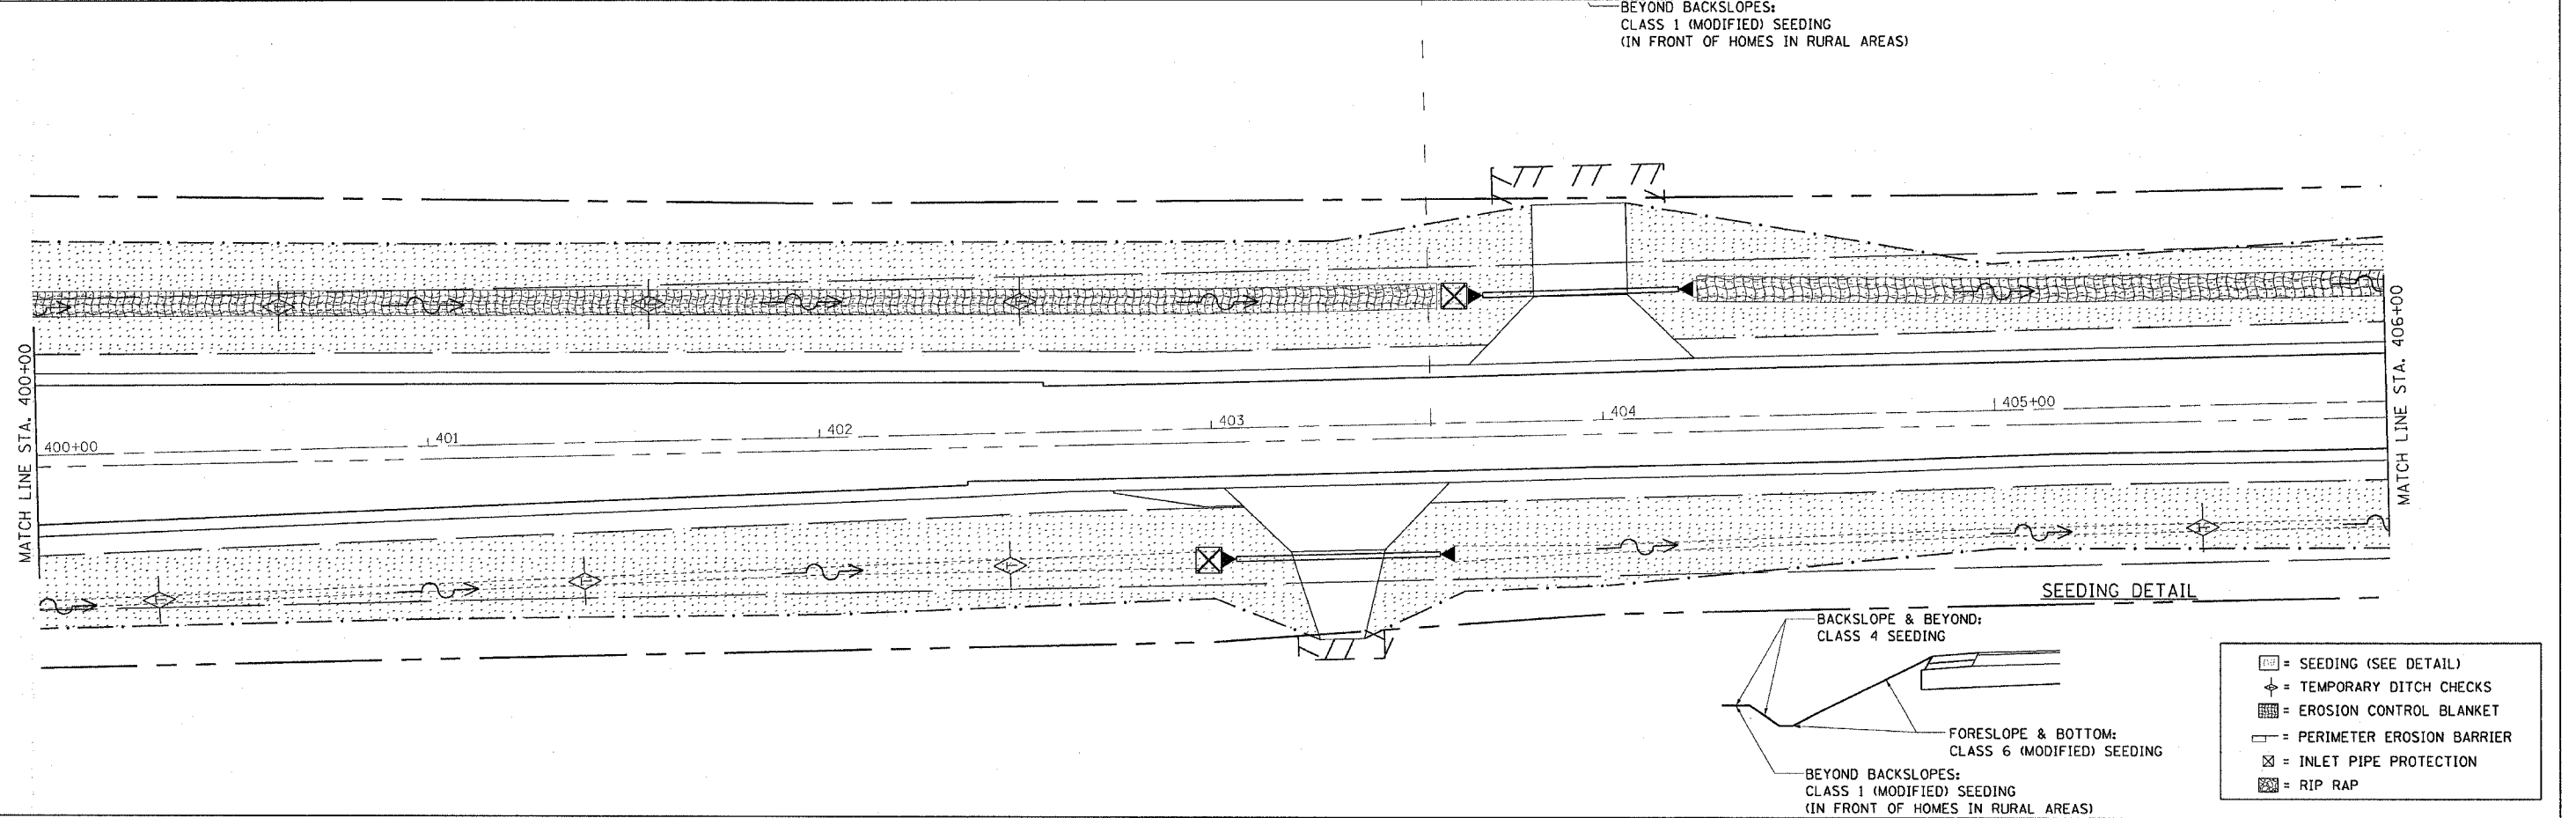 BEYOND BACKSLOPES:
CLASS 1 (MODIFIED) SEEDING
(IN FRONT OF HOMES IN RURAL AREAS)
MATCH LINE STA. 400+00
400+00
401
402
403
404
405+00
MATCH LINE STA. 406+00
SEEDING DETAIL
BACKSLOPE & BEYOND:
CLASS 4 SEEDING
FORESLOPE & BOTTOM:
CLASS 6 (MODIFIED) SEEDING
BEYOND BACKSLOPES:
CLASS 1 (MODIFIED) SEEDING
(IN FRONT OF HOMES IN RURAL AREAS)
= SEEDING (SEE DETAIL)
= TEMPORARY DITCH CHECKS
= EROSION CONTROL BLANKET
= PERIMETER EROSION BARRIER
= INLET PIPE PROTECTION
= RIP RAP